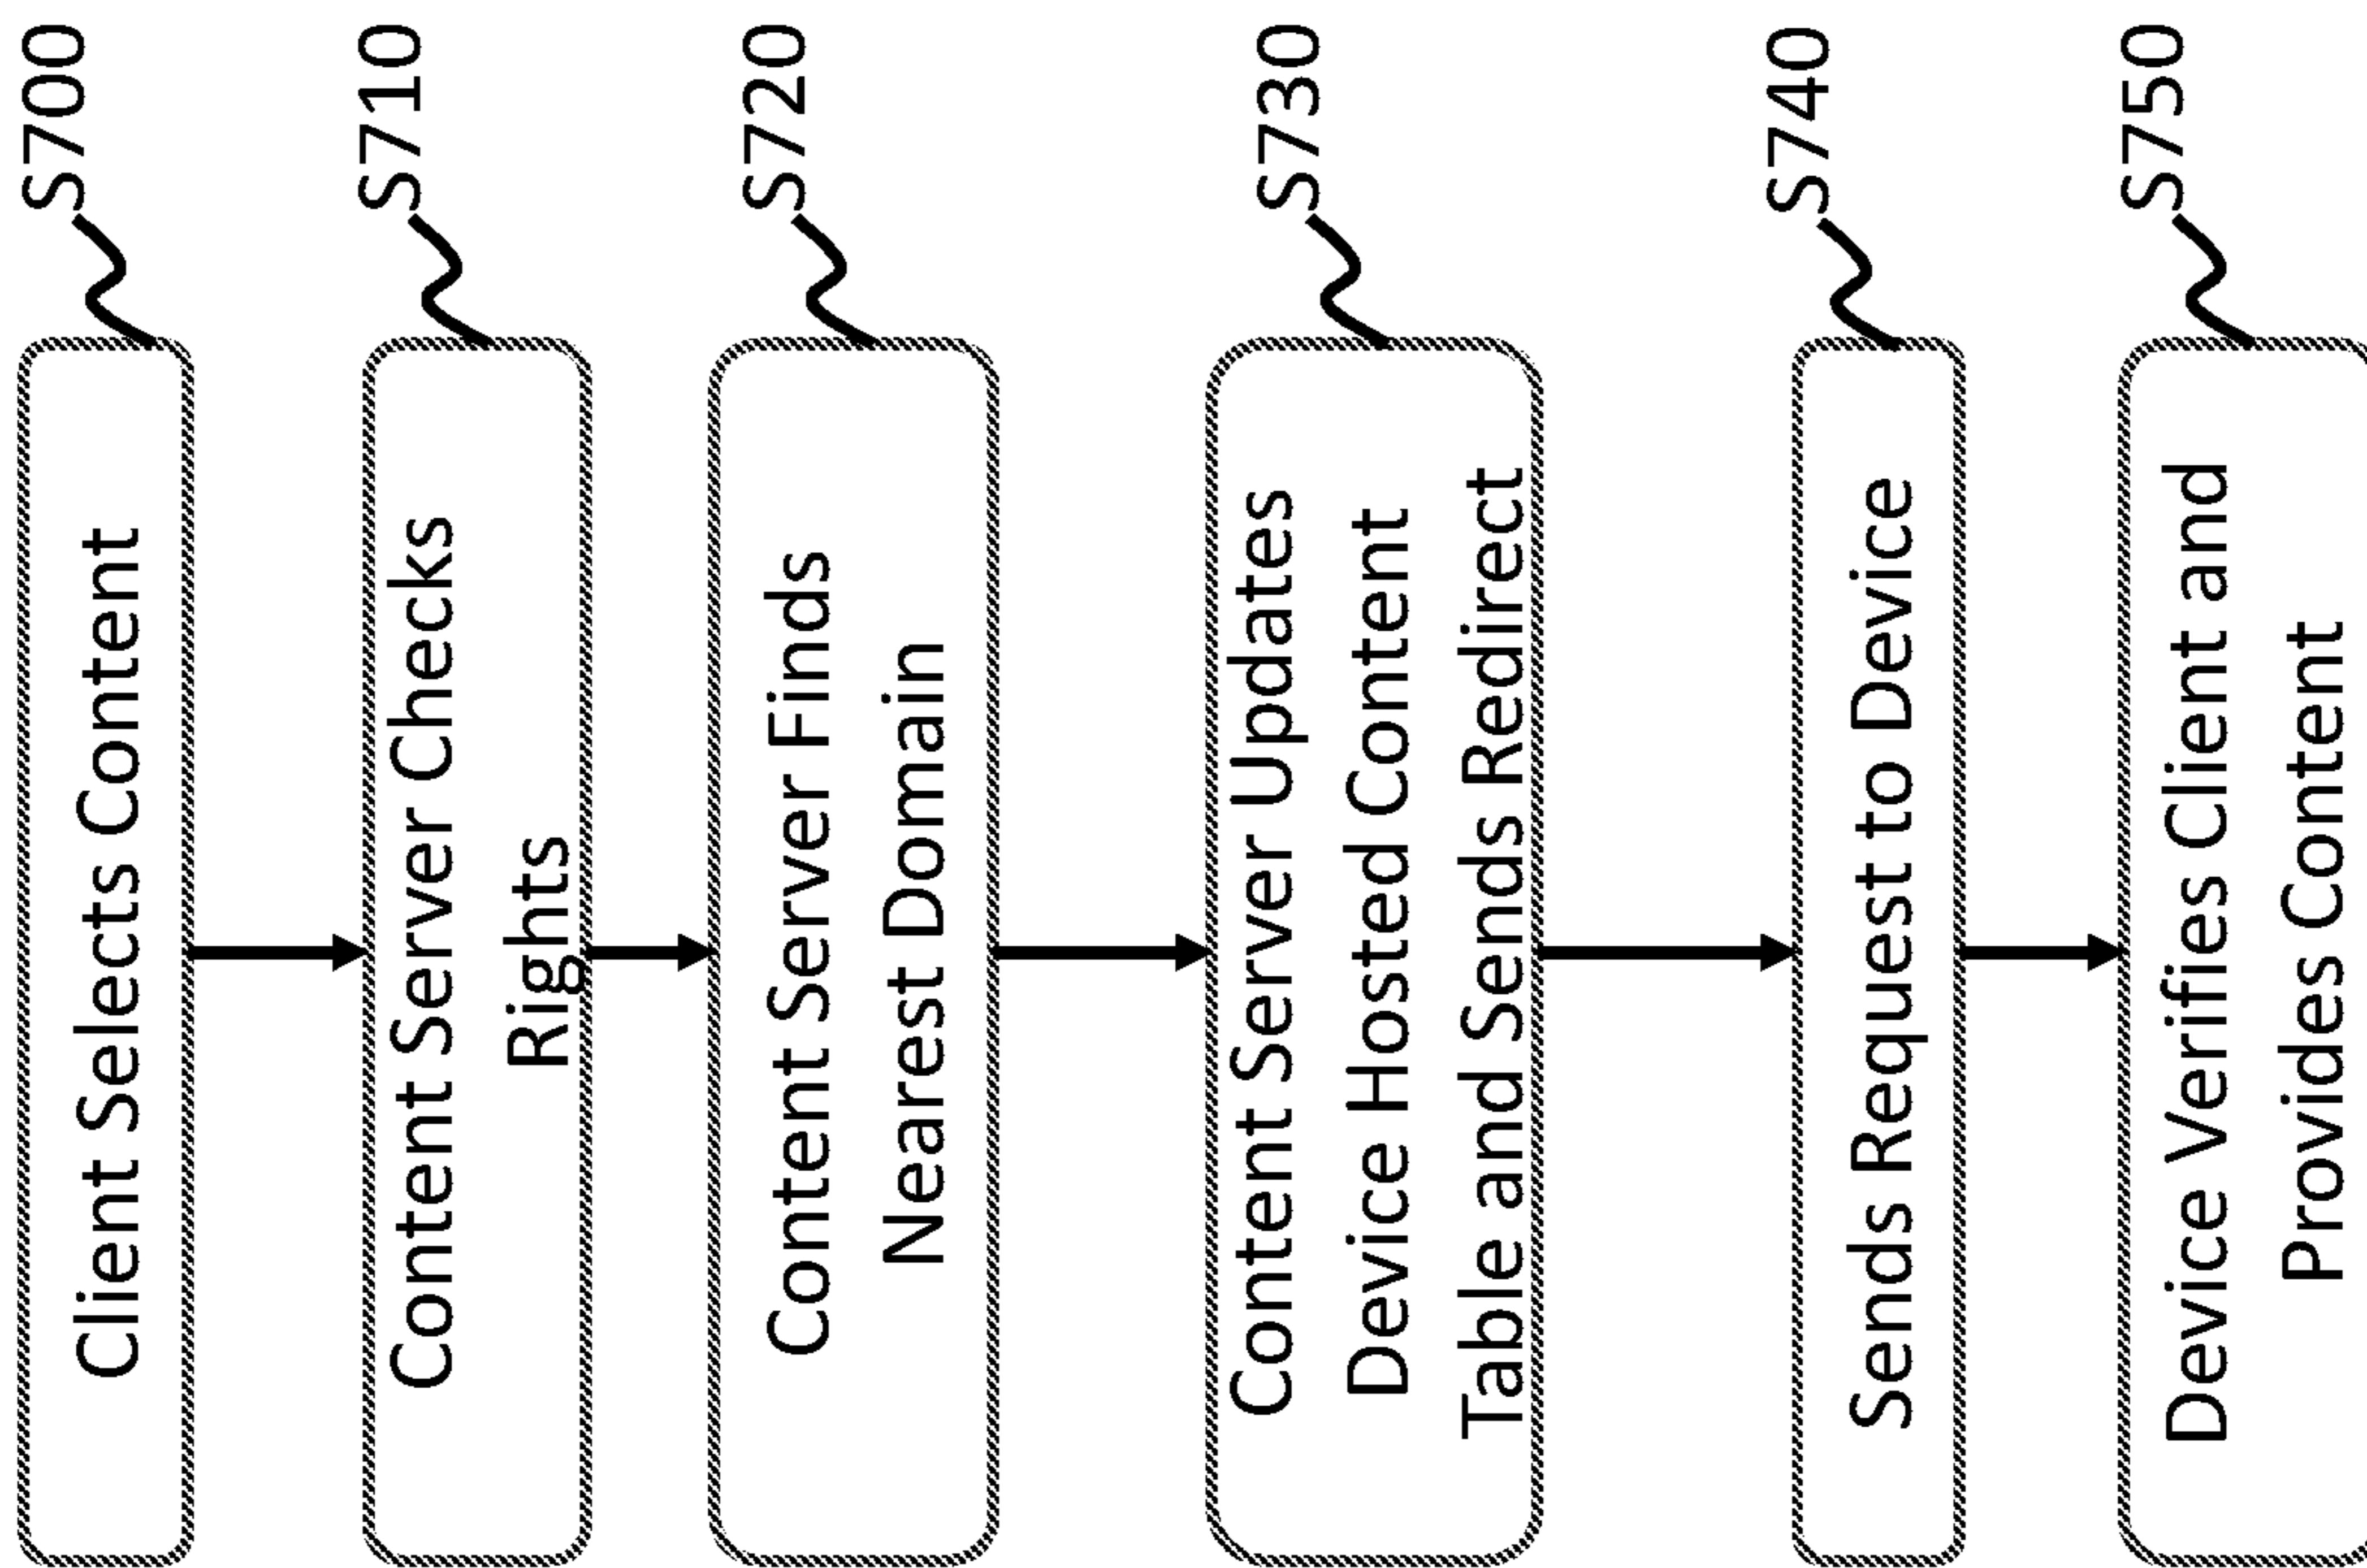 Client Selects Content
S700
Content Server Checks
Rights
S710
Content Server Finds
Nearest Domain
S720
Content Server Updates
Device Hosted Content
Table and Sends Redirect
S730
Sends Request to Device
S740
Device Verifies Client and
Provides Content
S750